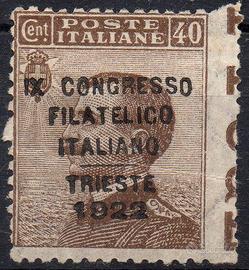 POSTE
Cent ITALIANE 40
IX CONGRESSO
FILATELICO
ITALIANO
TRIESTE
1922